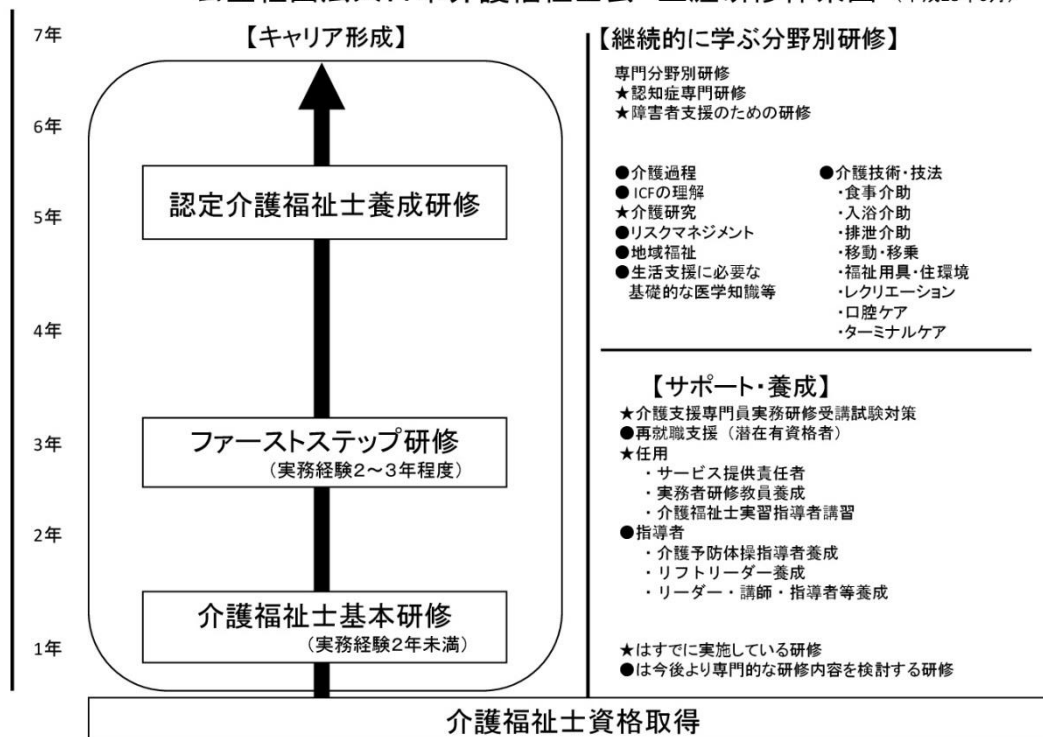 7年
6年
5年
4年
3年
2年
1年
【キャリア形成】
認定介護福祉士養成研修
ファーストステップ研修
(実務経験2～3年程度)
介護福祉士基本研修
(実務経験2年未満)
【継続的に学ぶ分野別研修】
専門分野別研修
★認知症専門研修
★障害者支援のための研修
●介護過程
●ICFの理解
★介護研究
●リスクマネジメント
●地域福祉
●生活支援に必要な
基礎的な医学知識等
●介護技術・技法
・食事介助
・入浴介助
・排泄介助
・移動・移乗
・福祉用具・住環境
・レクリエーション
・口腔ケア
・ターミナルケア
【サポート・養成】
★介護支援専門員実務研修受講試験対策
●再就職支援（潜在有資格者）
★任用
・サービス提供責任者
・実務者研修教員養成
・介護福祉士実習指導者講習
●指導者
・介護予防体操指導者養成
・リフトリーダー養成
・リーダー・講師・指導者等養成
★はすでに実施している研修
●は今後より専門的な研修内容を検討する研修
介護福祉士資格取得